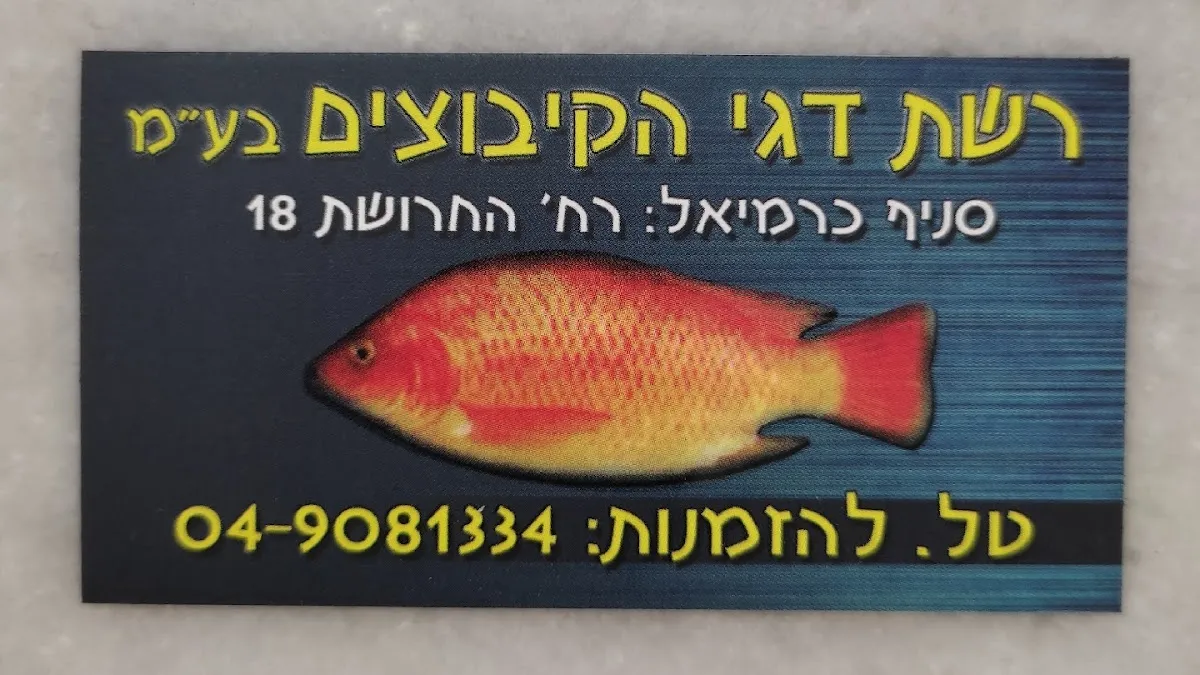 רשת דגי הקיבוצים בע"מ
סניף כרמיאל: רח' החרושת 18
טל. להזמנות: 04-9081334